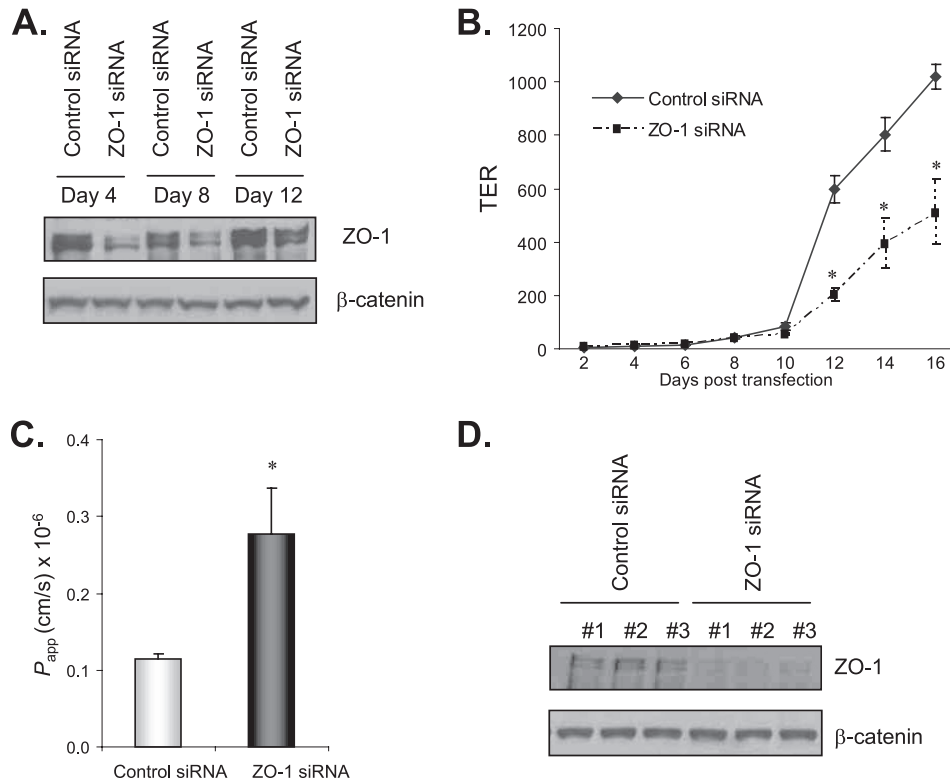 A.
Control siRNA
ZO-1 siRNA
Control siRNA
ZO-1 siRNA
Control siRNA
ZO-1 siRNA
Day 4
Day 8
Day 12
ZO-1
β-catenin
B.
1200
1000
800
600
400
200
0
TER
Control siRNA
ZO-1 siRNA
*
*
*
2 4 6 8 10 12 14 16
Days post transfection
C.
0.4
0.3
0.2
0.1
0.0
P app (cm/s) x 10⁻⁶
*
Control siRNA
ZO-1 siRNA
D.
Control siRNA
ZO-1 siRNA
#1 #2 #3 #1 #2 #3
ZO-1
β-catenin